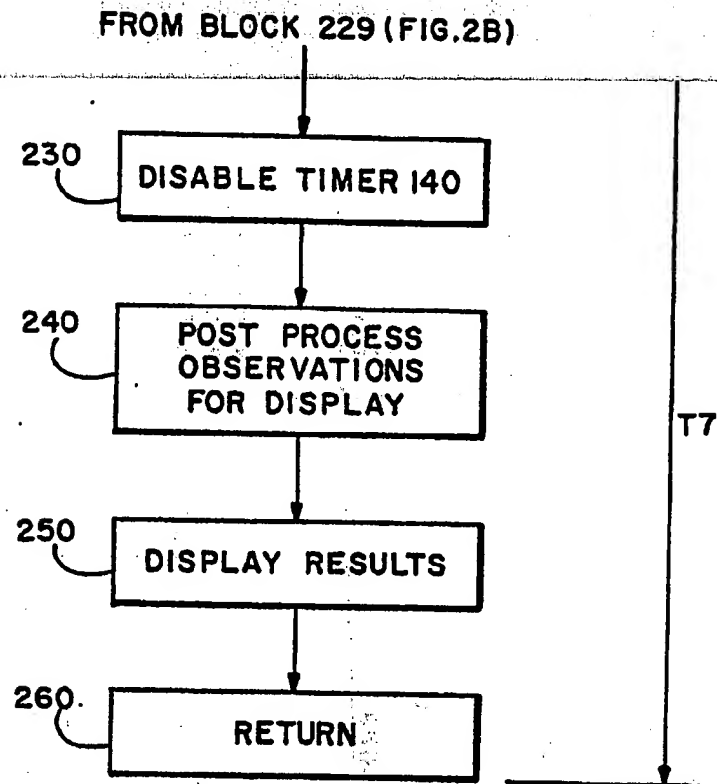 FROM BLOCK 229 (FIG.2B)
230
DISABLE TIMER 140
240
POST PROCESS
OBSERVATIONS
FOR DISPLAY
T7
250
DISPLAY RESULTS
260.
RETURN